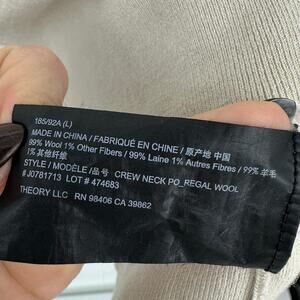 185/92A (L)
MADE IN CHINA / FABRIQUÉ EN CHINE / 原产地 中国
99% Wool 1% Other Fibers / 99% Laine 1% Autres Fibres / 99% 羊毛
1% 其他纤维
STYLE / MODÈLE / 品号 CREW NECK PO_REGAL WOOL
# J0781713 LOT # 474683
THEORY LLC RN 98406 CA 39862